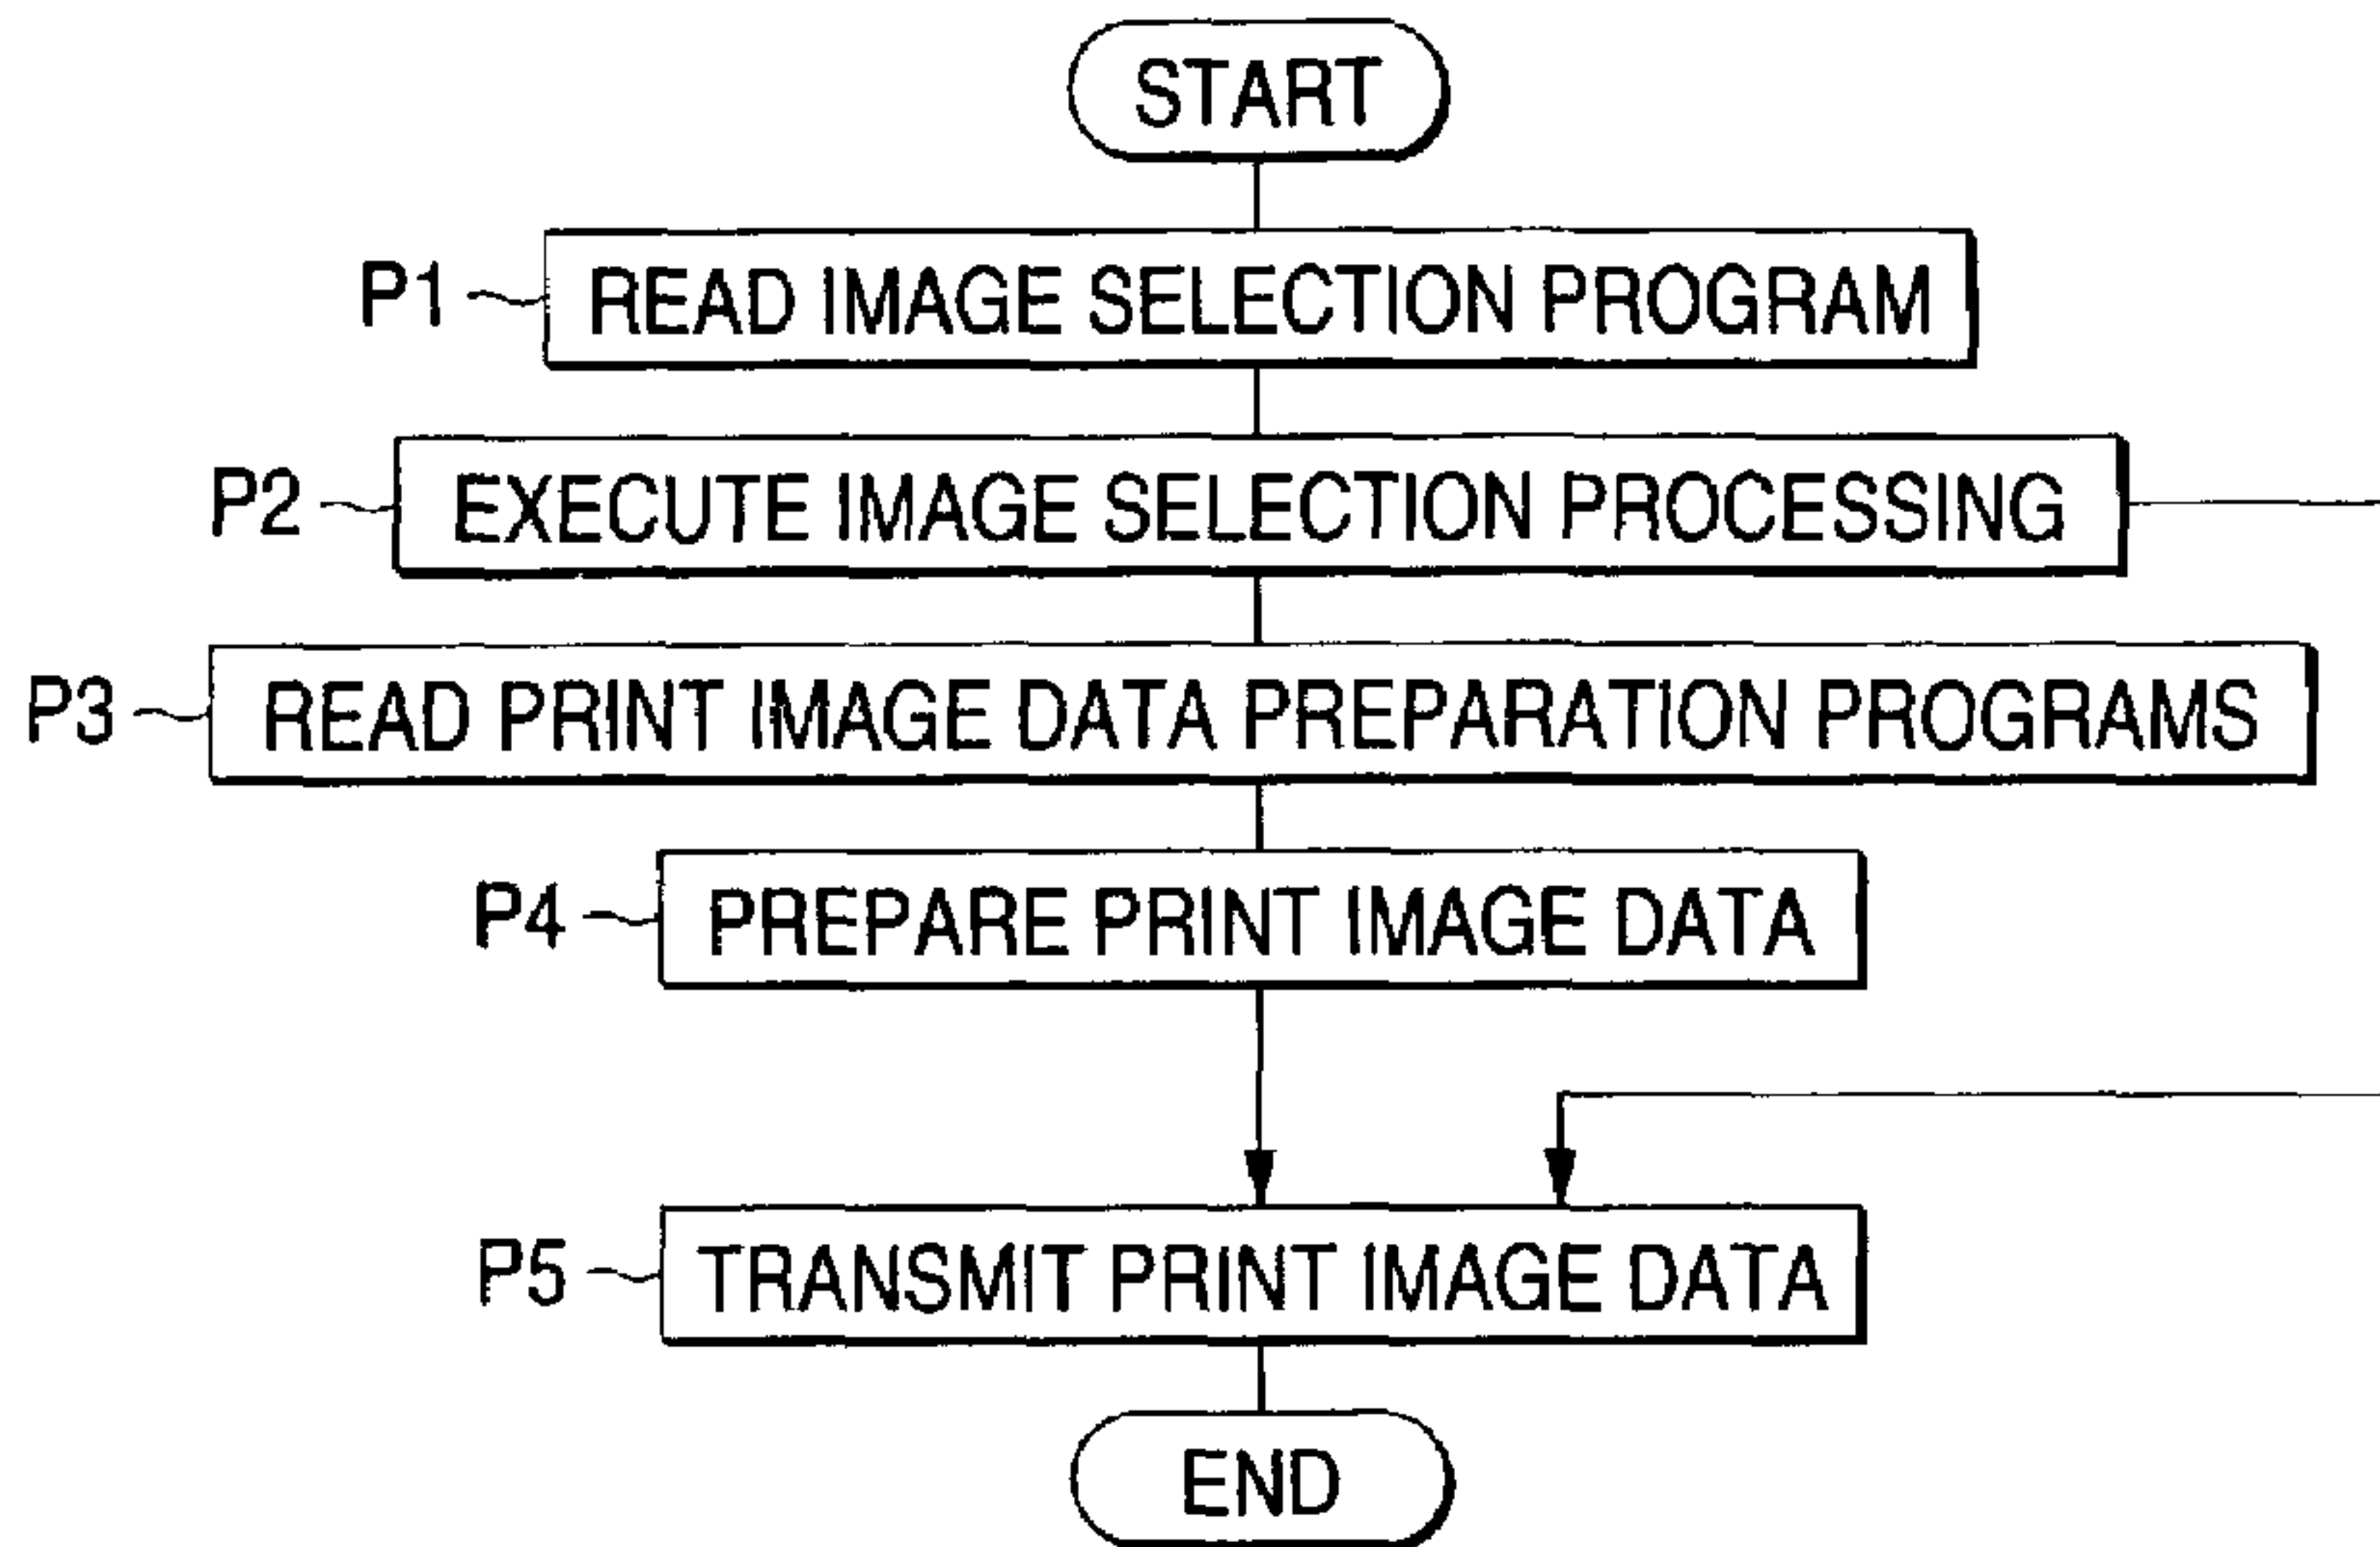 START
P1 READ IMAGE SELECTION PROGRAM
P2 EXECUTE IMAGE SELECTION PROCESSING
P3 READ PRINT IMAGE DATA PREPARATION PROGRAMS
P4 PREPARE PRINT IMAGE DATA
P5 TRANSMIT PRINT IMAGE DATA
END